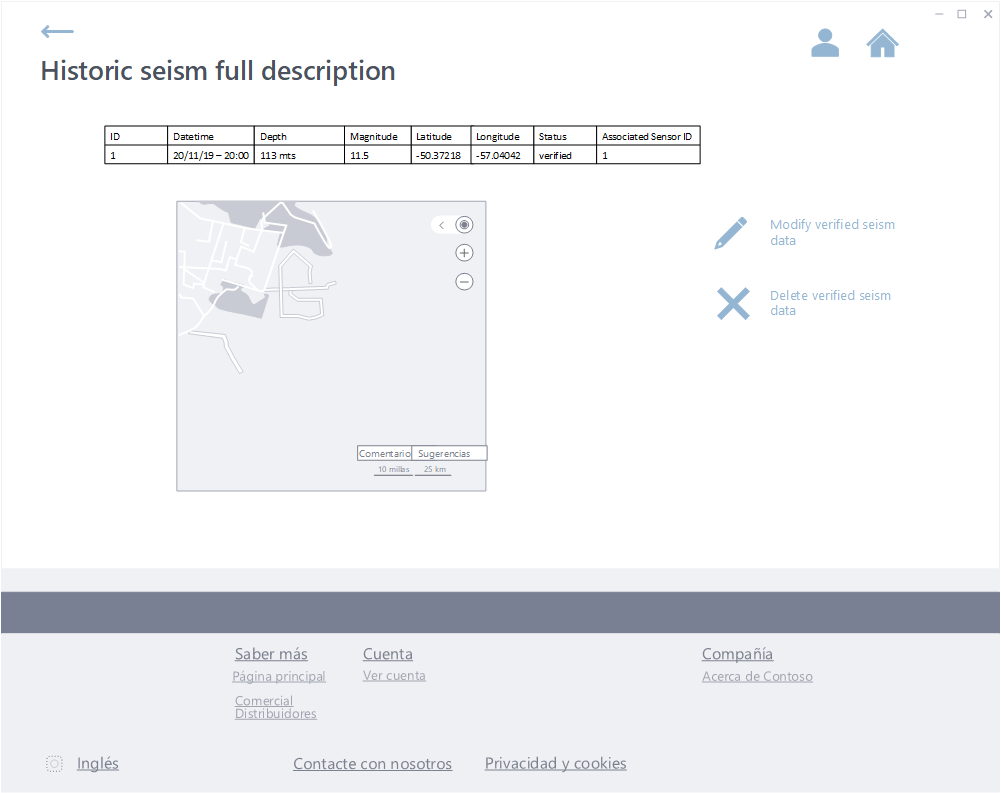 Historic seism full description
ID Datetime Depth Magnitude Latitude Longitude Status Associated Sensor ID
1 20/11/19 – 20:00 113 mts 11.5 -50.37218 -57.04042 verified 1
Modify verified seism
data
Delete verified seism
data
Comentario Sugerencias
10 millas 25 km
Saber más Cuenta Compañía
Página principal Ver cuenta Acerca de Contoso
Comercial
Distribuidores
Inglés Contacte con nosotros Privacidad y cookies